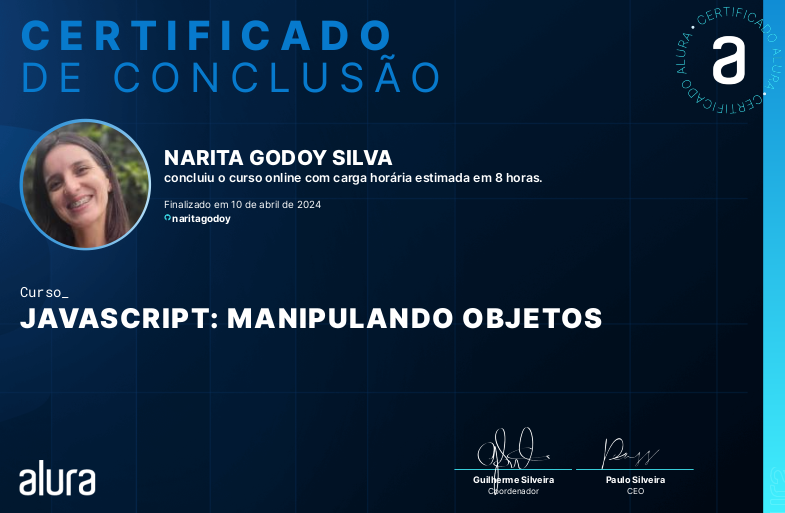 CERTIFICADO
DE CONCLUSÃO
CERTIFICADO ALURA • CERTIFICADO ALURA •
a
NARITA GODOY SILVA
concluiu o curso online com carga horária estimada em 8 horas.
Finalizado em 10 de abril de 2024
naritagodoy
Curso_
JAVASCRIPT: MANIPULANDO OBJETOS
alura
Guilherme Silveira
Coordenador
Paulo Silveira
CEO